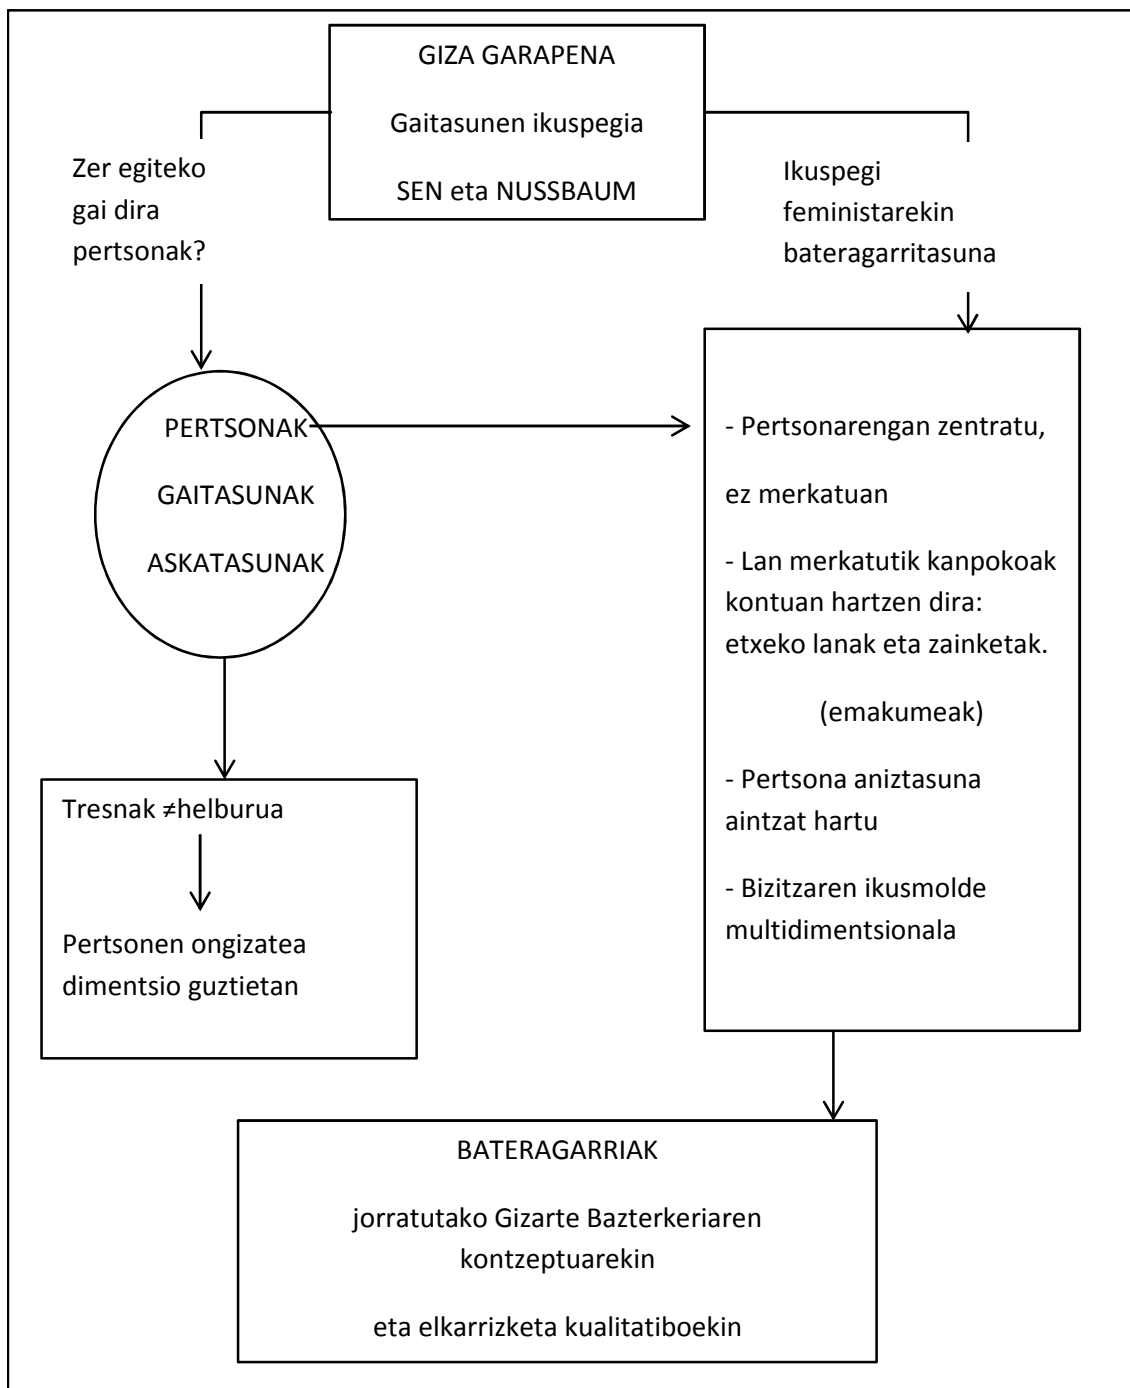 GIZA GARAPENA
Gaitasunen ikuspegia
SEN eta NUSSBAUM
Zer egiteko
gai dira
pertsonak?
Ikuspegi
feministarekin
bateragarritasuna
PERTSONAK
GAITASUNAK
ASKATASUNAK
- Pertsonarengan zentratu,
ez merkatuan
- Lan merkatutik kanpokoak
kontuan hartzen dira:
etxeko lanak eta zainketak.
(emakumeak)
- Pertsona aniztasuna
aintzat hartu
- Bizitzaren ikusmolde
multidimentsionala
Tresnak ≠helburua
Pertsonen ongizatea
dimentsio guztietan
BATERAGARRIAK
jorratutako Gizarte Bazterkeriaren
kontzeptuarekin
eta elkarrizketa kualitatiboekin